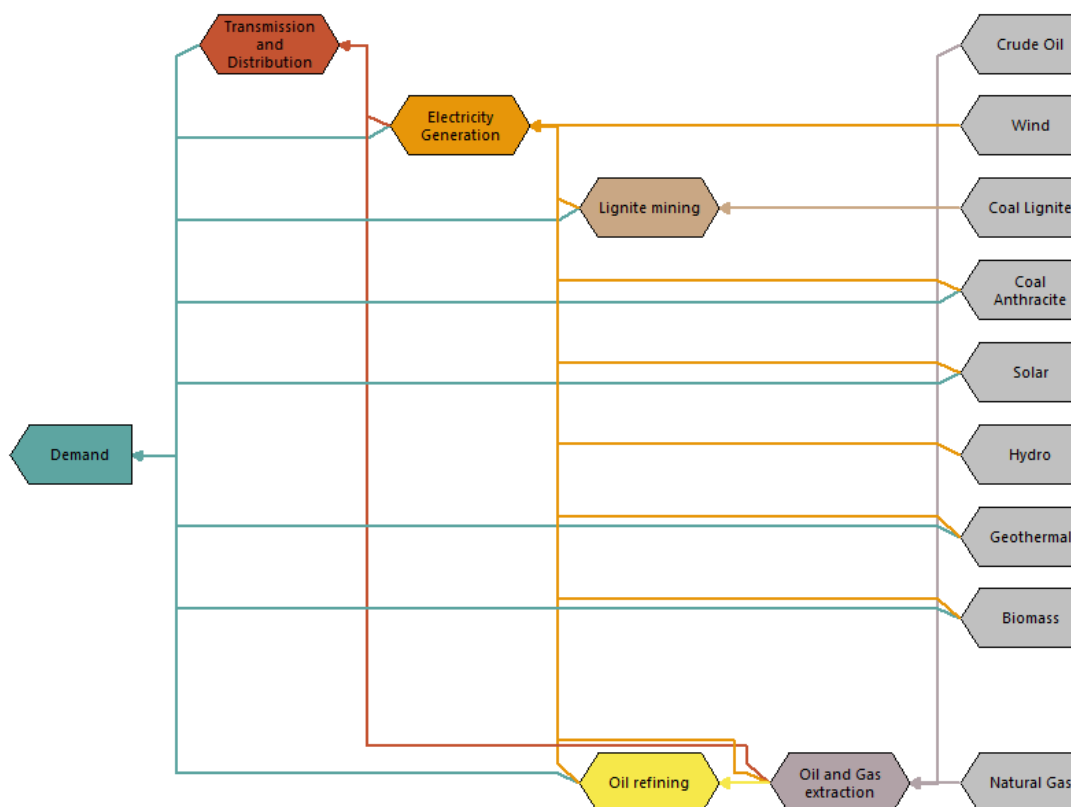 Transmission
and
Distribution
Crude Oil
Electricity
Generation
Wind
Lignite mining
Coal Lignite
Coal
Anthracite
Solar
Demand
Hydro
Geothermal
Biomass
Oil refining
Oil and Gas
extraction
Natural Gas